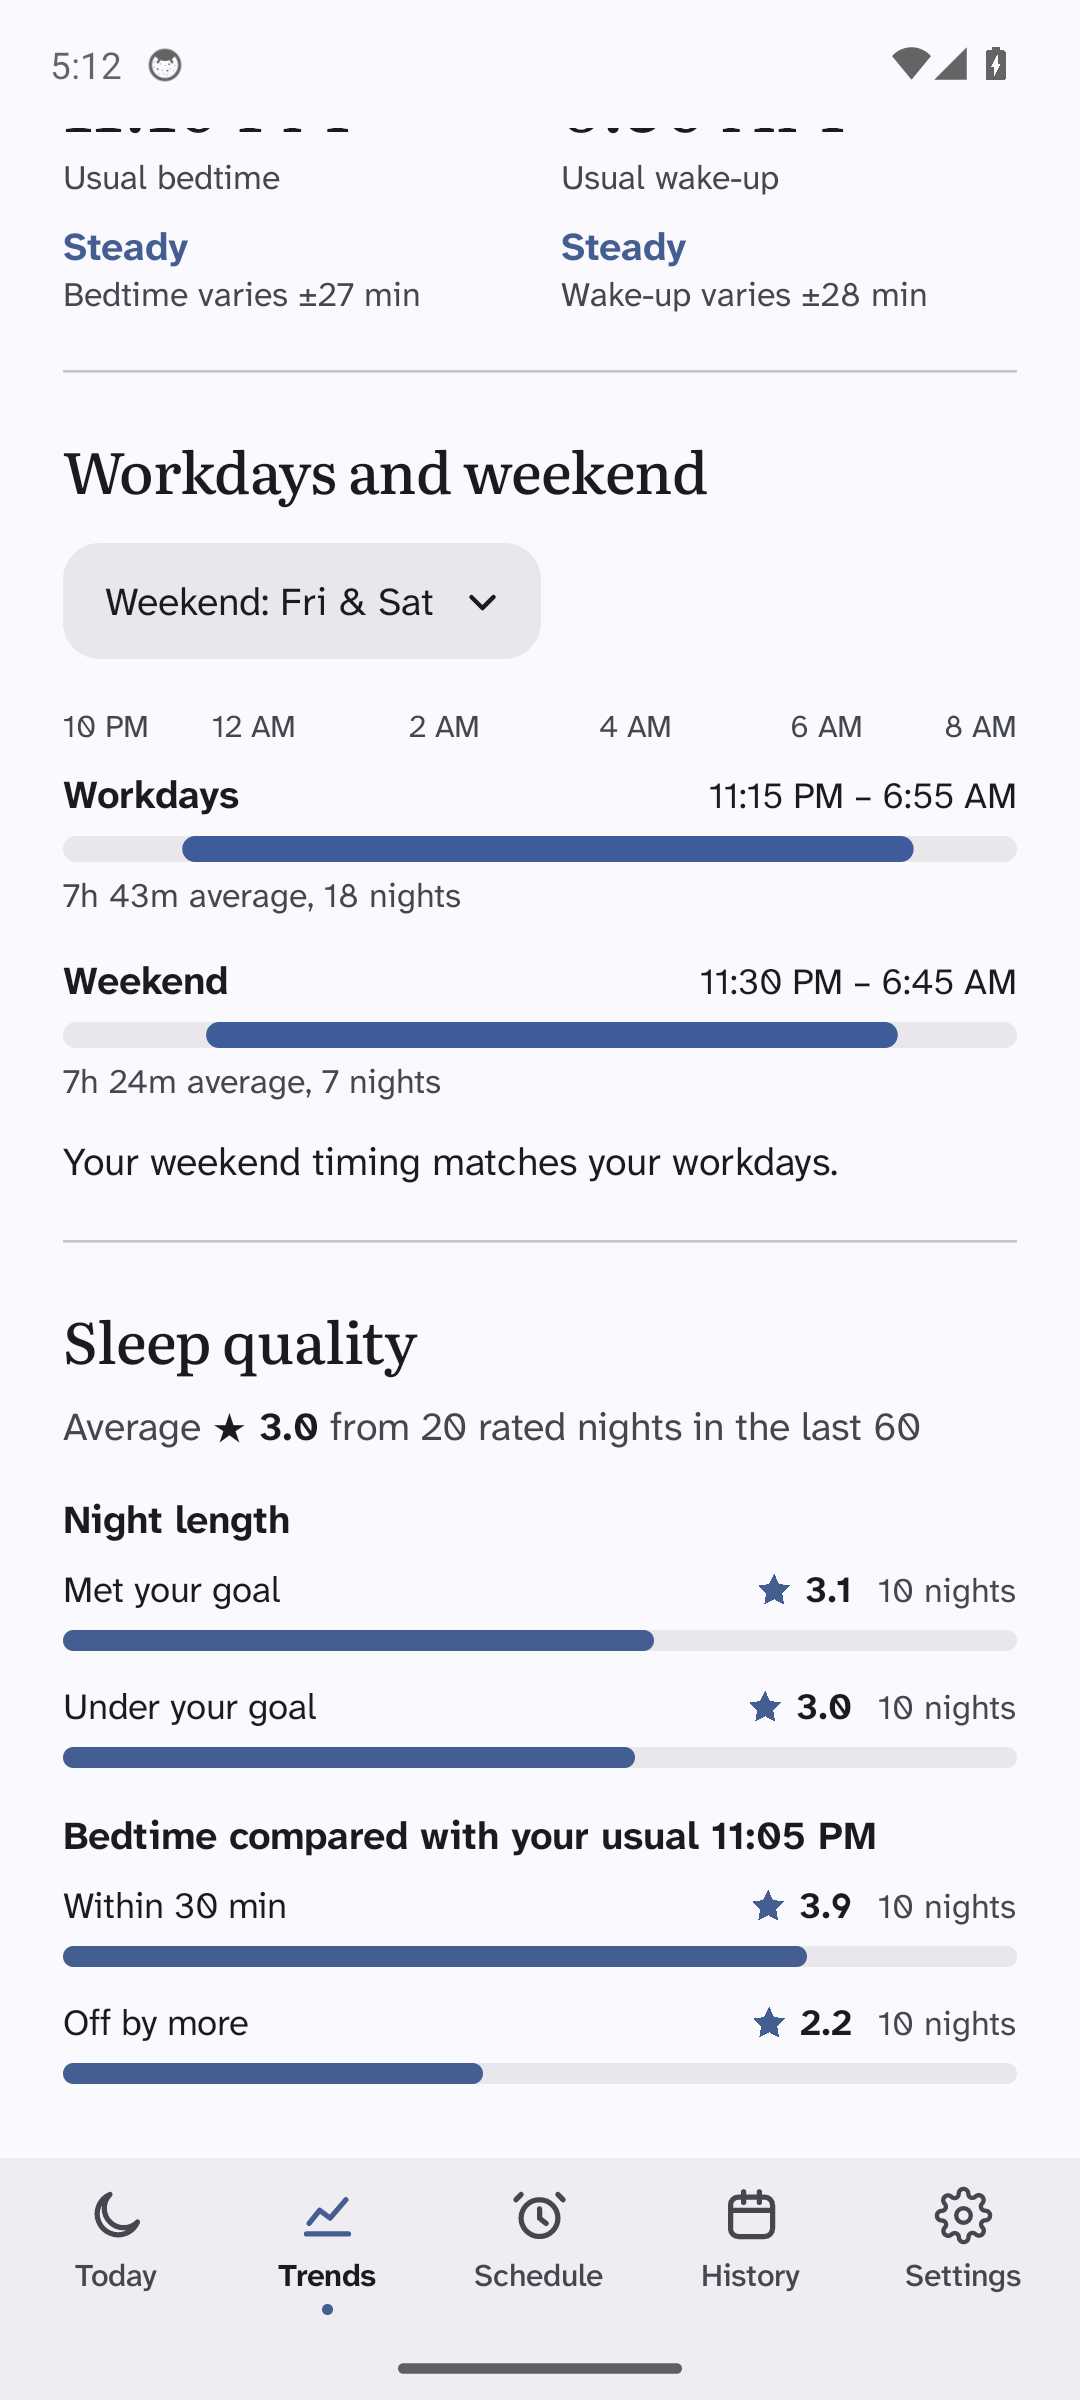 5:12
Usual bedtime
Usual wake-up
Steady
Steady
Bedtime varies ±27 min
Wake-up varies ±28 min
Workdays and weekend
Weekend: Fri & Sat
10 PM 12 AM 2 AM 4 AM 6 AM 8 AM
Workdays 11:15 PM – 6:55 AM
7h 43m average, 18 nights
Weekend 11:30 PM – 6:45 AM
7h 24m average, 7 nights
Your weekend timing matches your workdays.
Sleep quality
Average ★ 3.0 from 20 rated nights in the last 60
Night length
Met your goal ★ 3.1 10 nights
Under your goal ★ 3.0 10 nights
Bedtime compared with your usual 11:05 PM
Within 30 min ★ 3.9 10 nights
Off by more ★ 2.2 10 nights
Today Trends Schedule History Settings